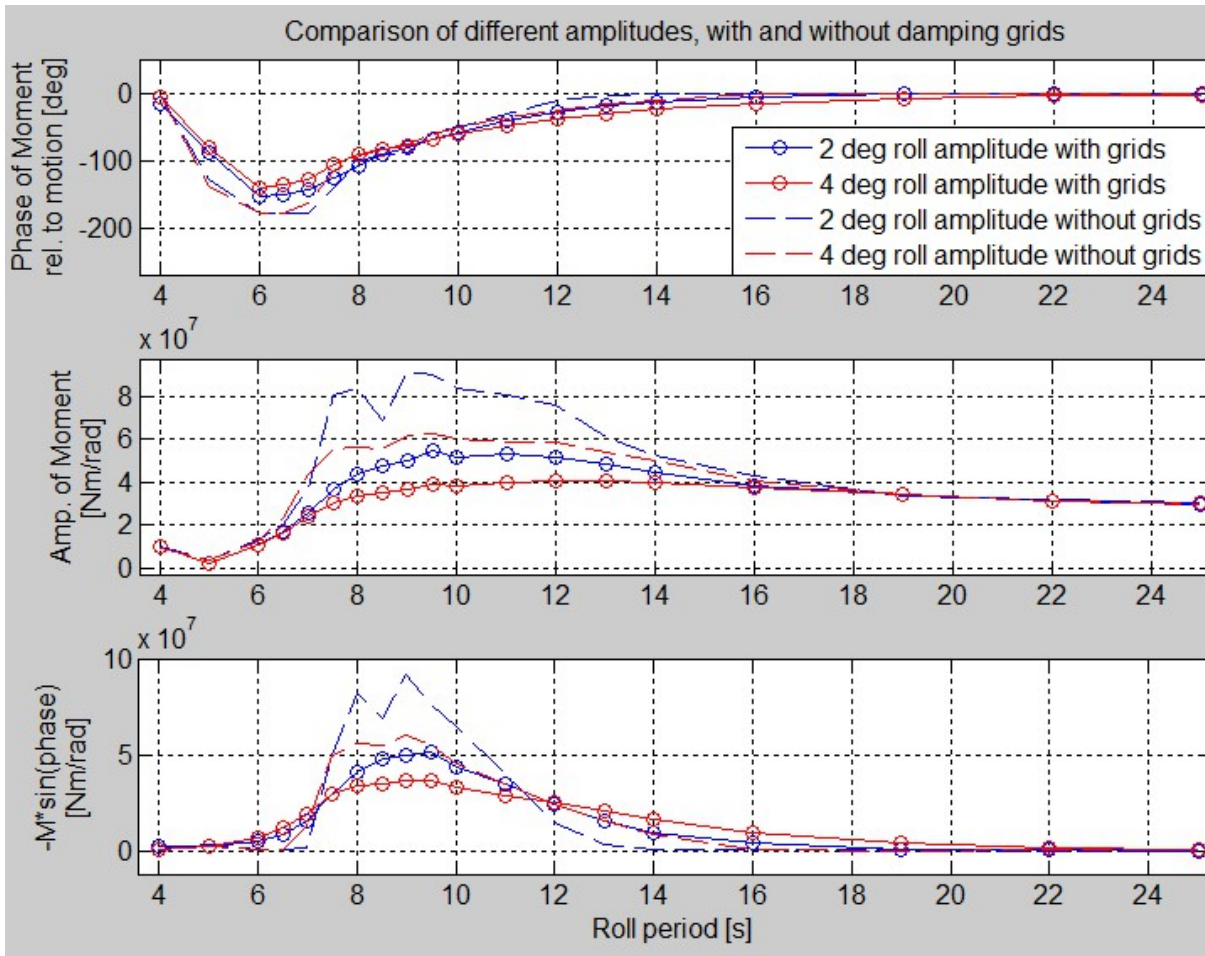 Comparison of different amplitudes, with and without damping grids
Phase of Moment
rel. to motion [deg]
0
-100
-200
2 deg roll amplitude with grids
4 deg roll amplitude with grids
2 deg roll amplitude without grids
4 deg roll amplitude without grids
4 6 8 10 12 14 16 18 20 22 24
x 10^7
Amp. of Moment
[Nm/rad]
8
6
4
2
0
4 6 8 10 12 14 16 18 20 22 24
x 10^7
-M*sin(phase)
[Nm/rad]
10
5
0
4 6 8 10 12 14 16 18 20 22 24
Roll period [s]